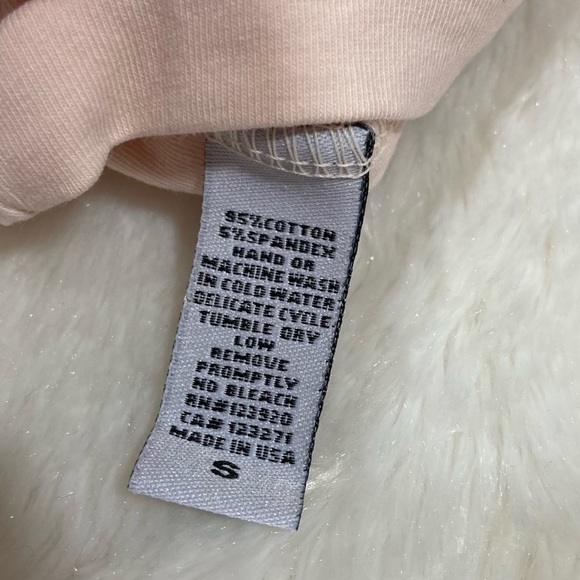 95% COTTON
5% SPANDEX
HAND OR
MACHINE WASH
IN COLD WATER
DELICATE CYCLE
TUMBLE DRY
LOW
REMOVE
PROMPTLY
NO BLEACH
RN# 123920
CA# 123271
MADE IN USA
S